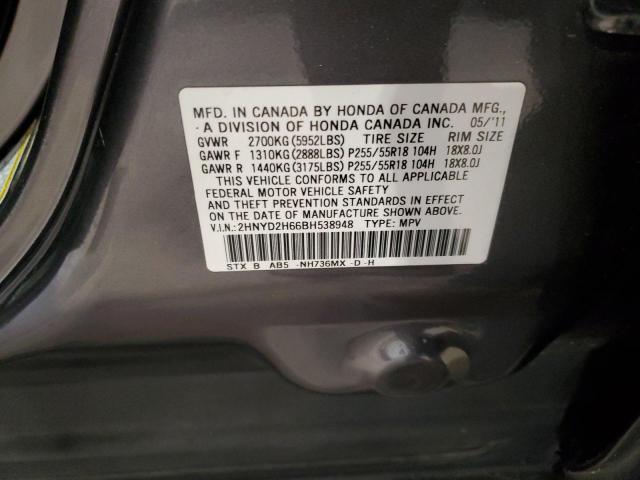 MFD. IN CANADA BY HONDA OF CANADA MFG.,
A DIVISION OF HONDA CANADA INC. 05/'11
GVWR 2700KG (5952LBS) TIRE SIZE RIM SIZE
GAWR F 1310KG (2888LBS) P255/55R18 104H 18X8.0J
GAWR R 1440KG (3175LBS) P255/55R18 104H 18X8.0J
THIS VEHICLE CONFORMS TO ALL APPLICABLE
FEDERAL MOTOR VEHICLE SAFETY
AND THEFT PREVENTION STANDARDS IN EFFECT ON
DATE OF MANUFACTURE SHOWN ABOVE.
V.I.N.: 2HNYD2H66BH538948 TYPE: MPV
STX B AB5 -NH736MX -D -H